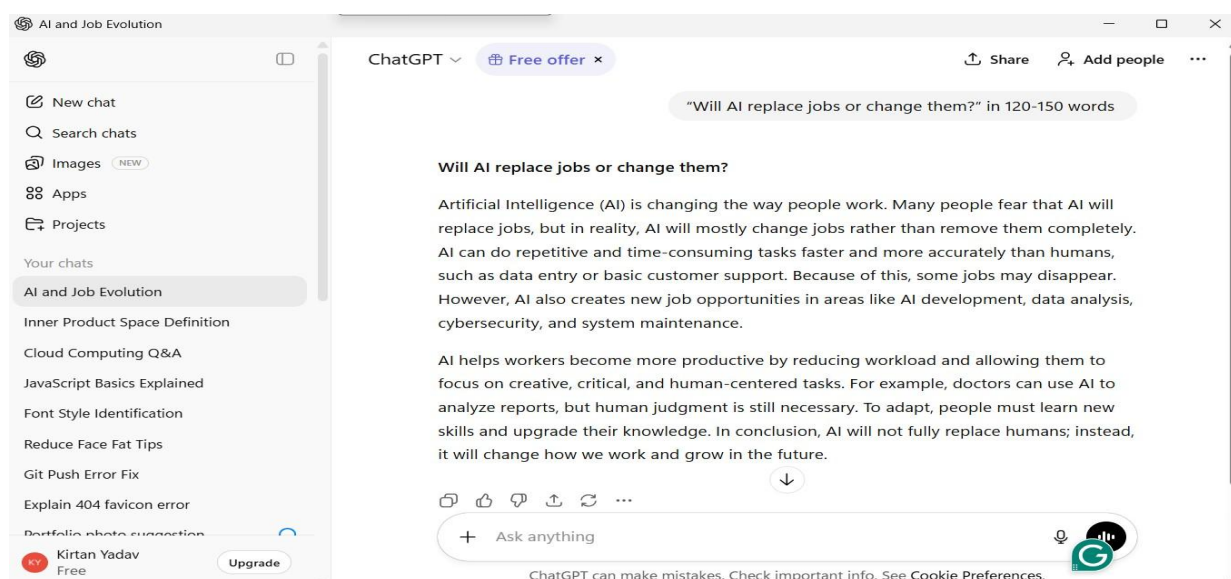 AI and Job Evolution
ChatGPT
Free offer ×
Share
Add people
New chat
Search chats
Images NEW
Apps
Projects
Your chats
AI and Job Evolution
Inner Product Space Definition
Cloud Computing Q&A
JavaScript Basics Explained
Font Style Identification
Reduce Face Fat Tips
Git Push Error Fix
Explain 404 favicon error
Portfolio photo suggestion
KY
Kirtan Yadav
Free
Upgrade
“Will AI replace jobs or change them?” in 120-150 words
Will AI replace jobs or change them?
Artificial Intelligence (AI) is changing the way people work. Many people fear that AI will
replace jobs, but in reality, AI will mostly change jobs rather than remove them completely.
AI can do repetitive and time-consuming tasks faster and more accurately than humans,
such as data entry or basic customer support. Because of this, some jobs may disappear.
However, AI also creates new job opportunities in areas like AI development, data analysis,
cybersecurity, and system maintenance.
AI helps workers become more productive by reducing workload and allowing them to
focus on creative, critical, and human-centered tasks. For example, doctors can use AI to
analyze reports, but human judgment is still necessary. To adapt, people must learn new
skills and upgrade their knowledge. In conclusion, AI will not fully replace humans; instead,
it will change how we work and grow in the future.
Ask anything
ChatGPT can make mistakes. Check important info. See Cookie Preferences.